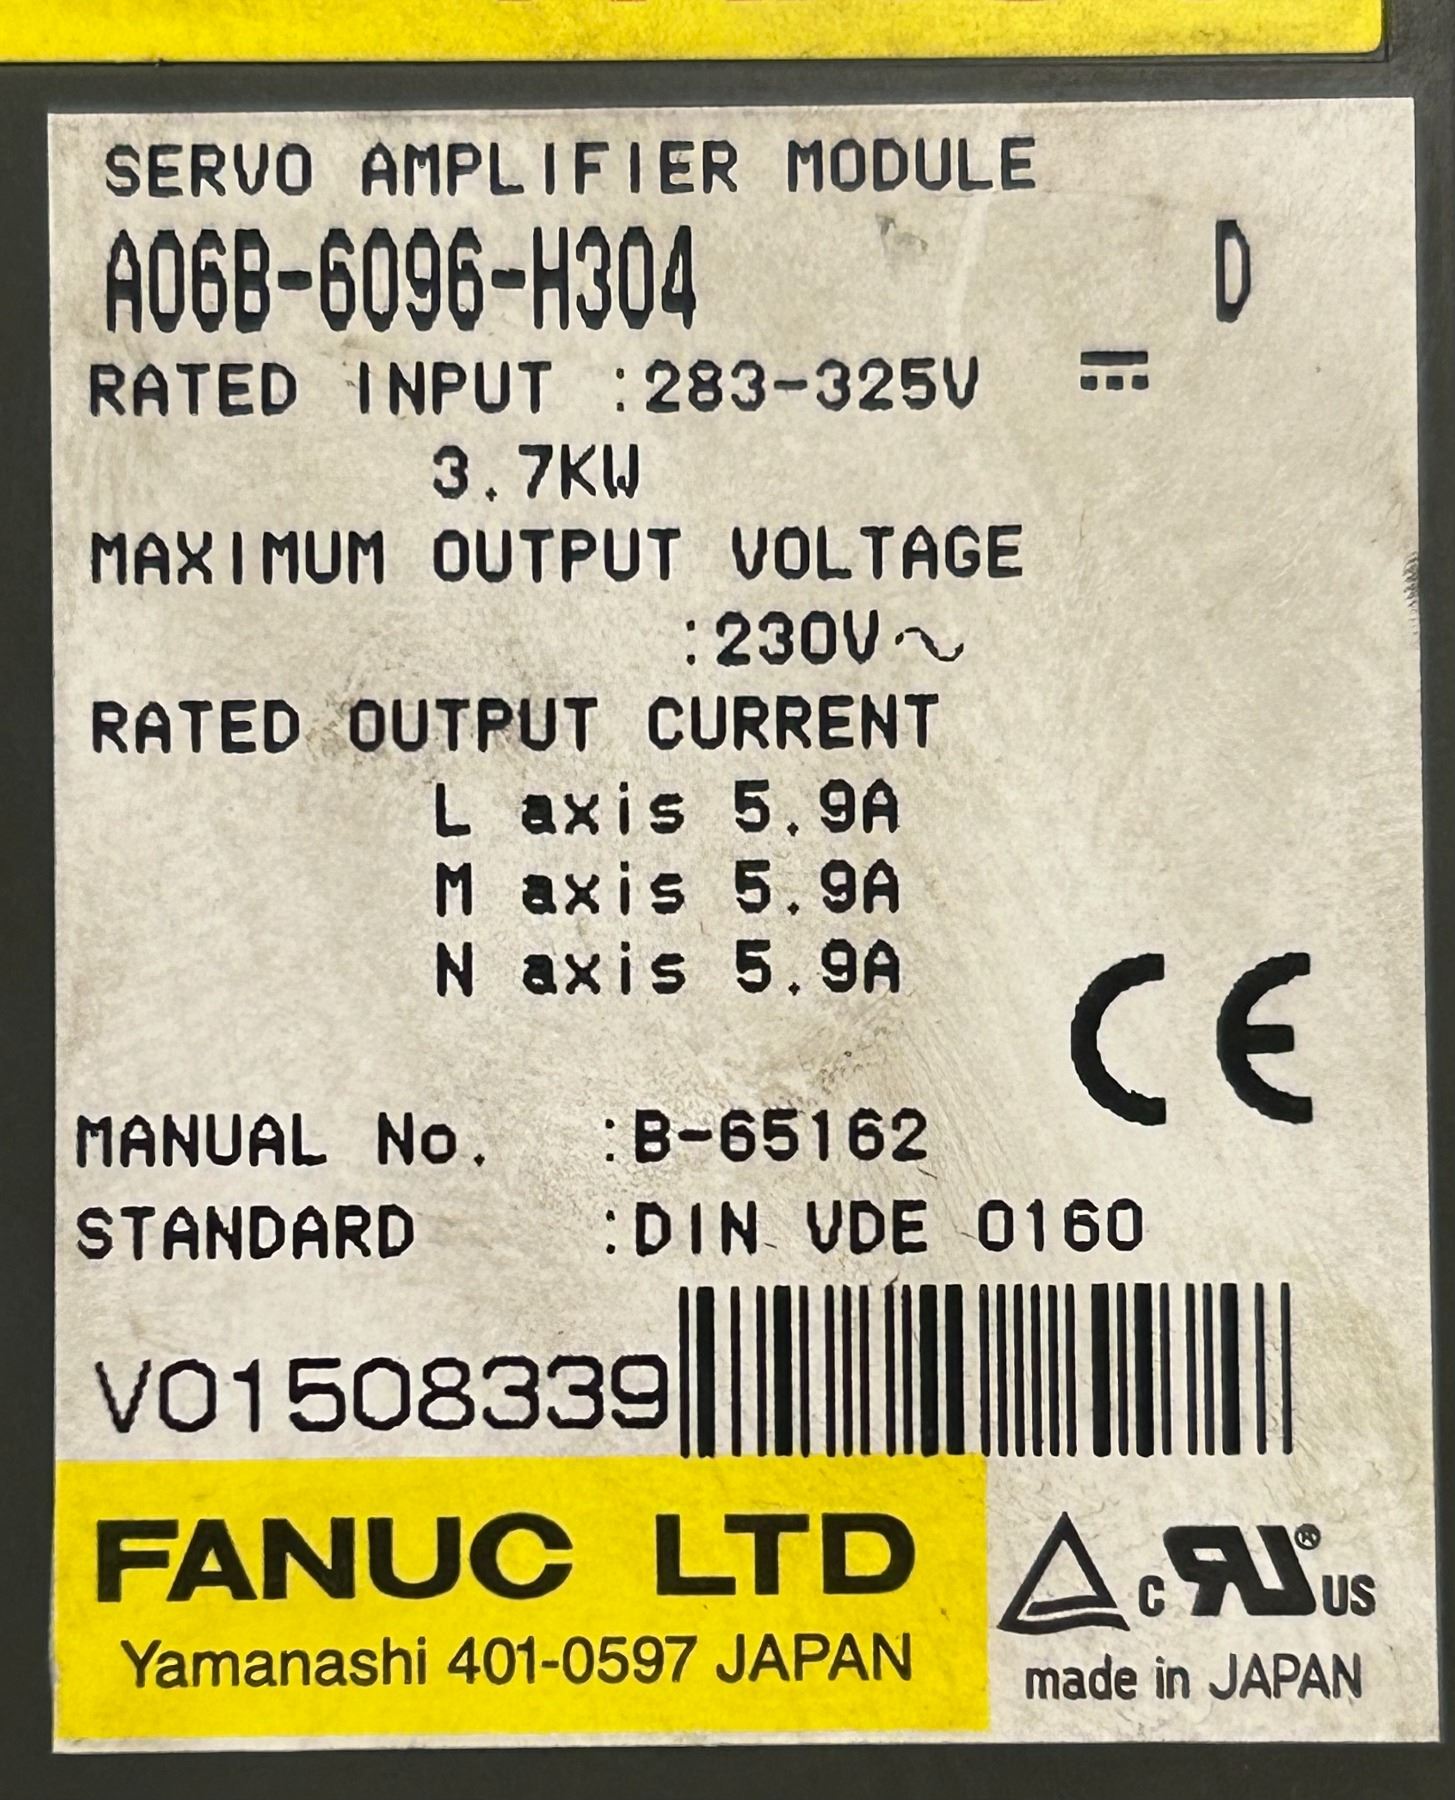 SERVO AMPLIFIER MODULE
A06B-6096-H304 D
RATED INPUT :283-325V ⎓
3.7KW
MAXIMUM OUTPUT VOLTAGE
:230V~
RATED OUTPUT CURRENT
L axis 5.9A
M axis 5.9A
N axis 5.9A
CE
MANUAL No. :B-65162
STANDARD :DIN VDE 0160
V01508339
FANUC LTD
Yamanashi 401-0597 JAPAN
c RU® US
made in JAPAN